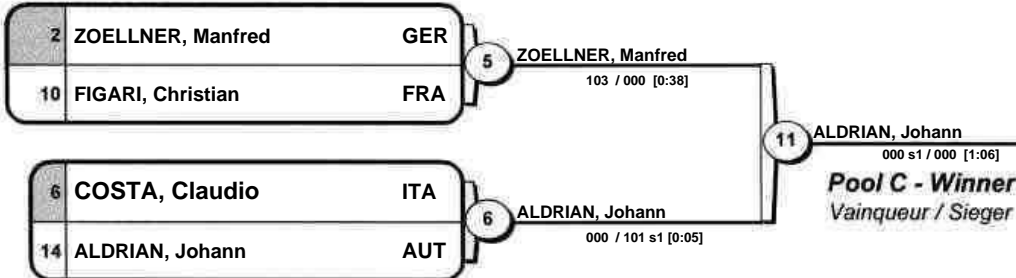 2 ZOELLNER, Manfred GER
10 FIGARI, Christian FRA
5
ZOELLNER, Manfred
103 / 000 [0:38]
6 COSTA, Claudio ITA
14 ALDRIAN, Johann AUT
6
ALDRIAN, Johann
000 / 101 s1 [0:05]
11
ALDRIAN, Johann
000 s1 / 000 [1:06]
Pool C - Winner
Vainqueur / Sieger